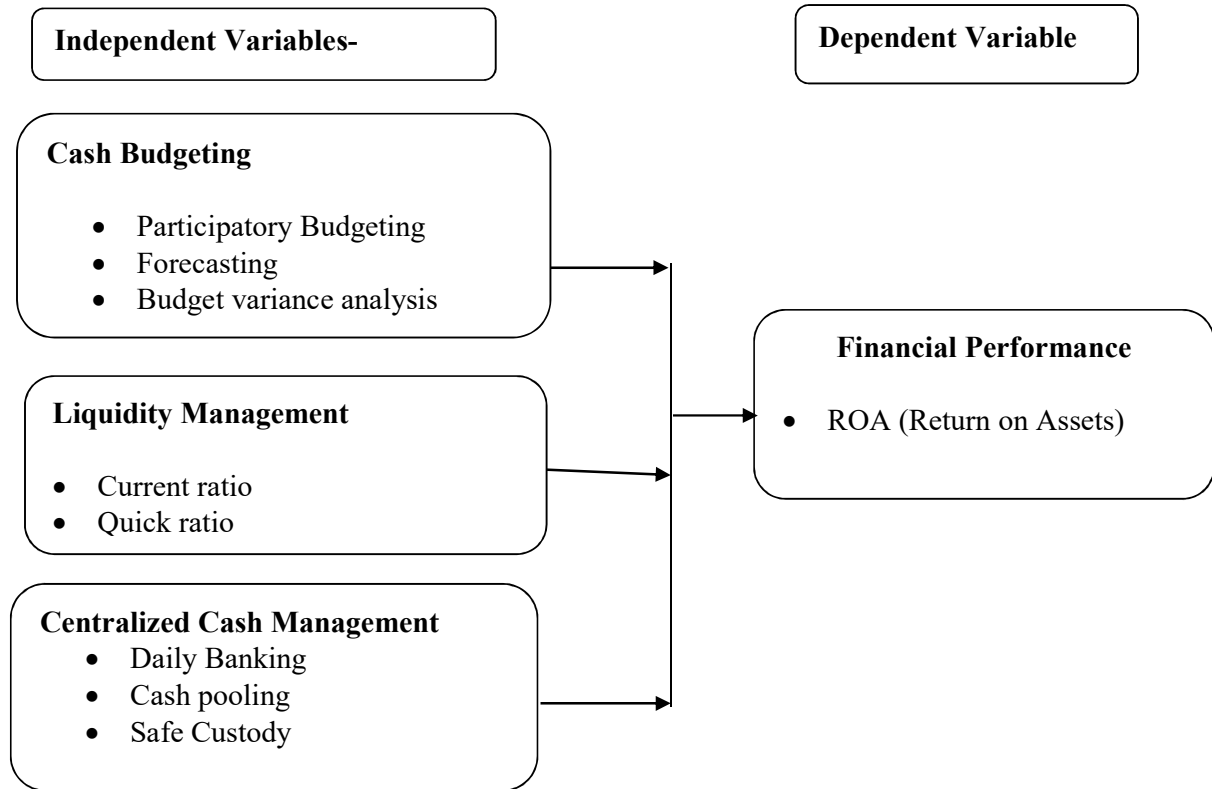 Independent Variables-
Dependent Variable
Cash Budgeting
• Participatory Budgeting
• Forecasting
• Budget variance analysis
Liquidity Management
• Current ratio
• Quick ratio
Centralized Cash Management
• Daily Banking
• Cash pooling
• Safe Custody
Financial Performance
• ROA (Return on Assets)